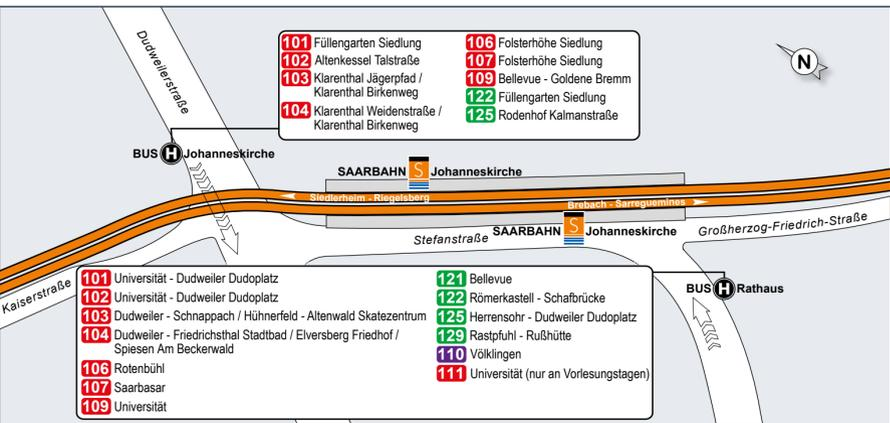 Dudweilerstraße
101 Füllengarten Siedlung
102 Altenkessel Talstraße
103 Klarenthal Jägerpfad /
Klarenthal Birkenweg
104 Klarenthal Weidenstraße /
Klarenthal Birkenweg
106 Folsterhöhe Siedlung
107 Folsterhöhe Siedlung
109 Bellevue - Goldene Bremm
122 Füllengarten Siedlung
125 Rodenhof Kalmanstraße
N
BUS H Johanneskirche
SAARBAHN S Johanneskirche
Siedlerheim - Riegelsberg
Brebach - Sarreguemines
SAARBAHN S Johanneskirche
Stefanstraße
Großherzog-Friedrich-Straße
Kaiserstraße
101 Universität - Dudweiler Dudoplatz
102 Universität - Dudweiler Dudoplatz
103 Dudweiler - Schnappach / Hühnerfeld - Altenwald Skatezentrum
104 Dudweiler - Friedrichsthal Stadtbad / Elversberg Friedhof /
Spiesen Am Beckerwald
106 Rotenbühl
107 Saarbasar
109 Universität
121 Bellevue
122 Römerkastell - Schafbrücke
125 Herrensohr - Dudweiler Dudoplatz
129 Rastpfuhl - Rußhütte
110 Völklingen
111 Universität (nur an Vorlesungstagen)
BUS H Rathaus